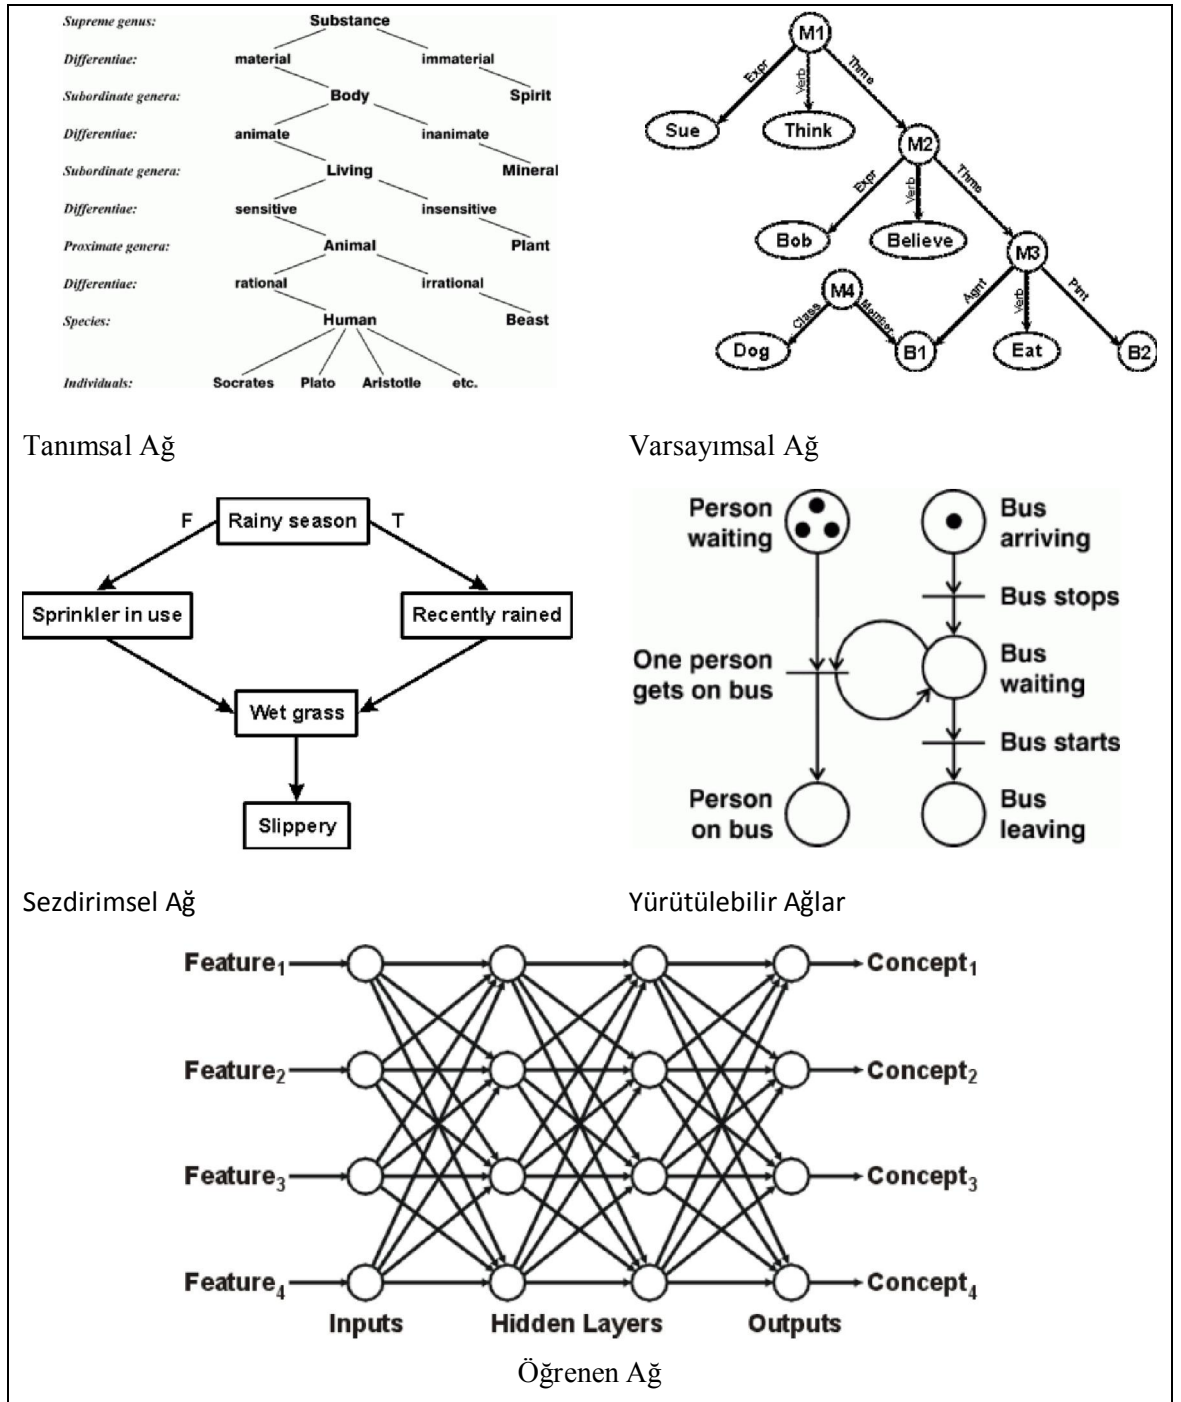 Supreme genus: Substance
Differentiae: material immaterial
Subordinate genera: Body Spirit
Differentiae: animate inanimate
Subordinate genera: Living Mineral
Differentiae: sensitive insensitive
Proximate genera: Animal Plant
Differentiae: rational irrational
Species: Human Beast
Individuals: Socrates Plato Aristotle etc.
M1
Expr Verb Thme
Sue Think M2
Expr Verb Thme
Bob Believe M3
M4 Agnt Verb Ptnt
Class Member
Dog B1 Eat B2
Tanımsal Ağ Varsayımsal Ağ
F Rainy season T
Sprinkler in use Recently rained
Wet grass
Slippery
Person
waiting
Bus
arriving
Bus stops
One person
gets on bus
Bus
waiting
Bus starts
Person
on bus
Bus
leaving
Sezdirimsel Ağ Yürütülebilir Ağlar
Feature1 Concept1
Feature2 Concept2
Feature3 Concept3
Feature4 Concept4
Inputs Hidden Layers Outputs
Öğrenen Ağ